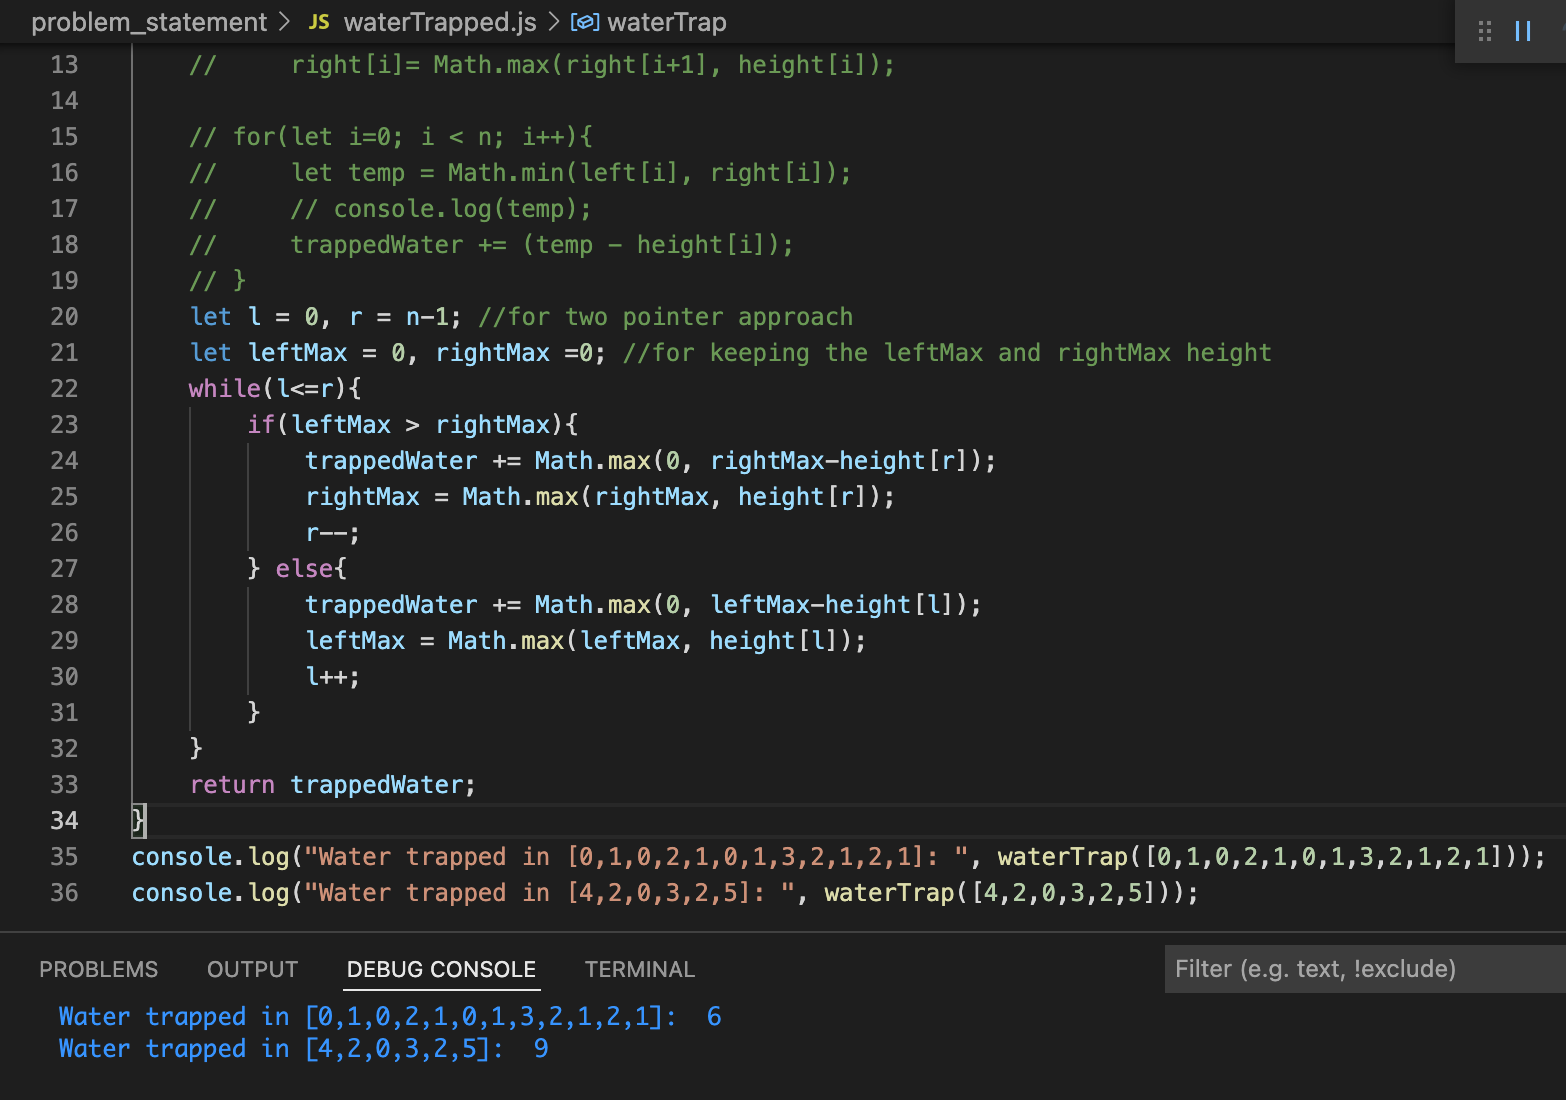 problem_statement > JS waterTrapped.js > waterTrap
13 //     right[i]= Math.max(right[i+1], height[i]);
14
15 // for(let i=0; i < n; i++){
16 //     let temp = Math.min(left[i], right[i]);
17 //     // console.log(temp);
18 //     trappedWater += (temp - height[i]);
19 // }
20 let l = 0, r = n-1; //for two pointer approach
21 let leftMax = 0, rightMax =0; //for keeping the leftMax and rightMax height
22 while(l<=r){
23     if(leftMax > rightMax){
24         trappedWater += Math.max(0, rightMax-height[r]);
25         rightMax = Math.max(rightMax, height[r]);
26         r--;
27     } else{
28         trappedWater += Math.max(0, leftMax-height[l]);
29         leftMax = Math.max(leftMax, height[l]);
30         l++;
31     }
32 }
33 return trappedWater;
34 }
35 console.log("Water trapped in [0,1,0,2,1,0,1,3,2,1,2,1]: ", waterTrap([0,1,0,2,1,0,1,3,2,1,2,1]));
36 console.log("Water trapped in [4,2,0,3,2,5]: ", waterTrap([4,2,0,3,2,5]));
PROBLEMS OUTPUT DEBUG CONSOLE TERMINAL Filter (e.g. text, !exclude)
Water trapped in [0,1,0,2,1,0,1,3,2,1,2,1]:  6
Water trapped in [4,2,0,3,2,5]:  9